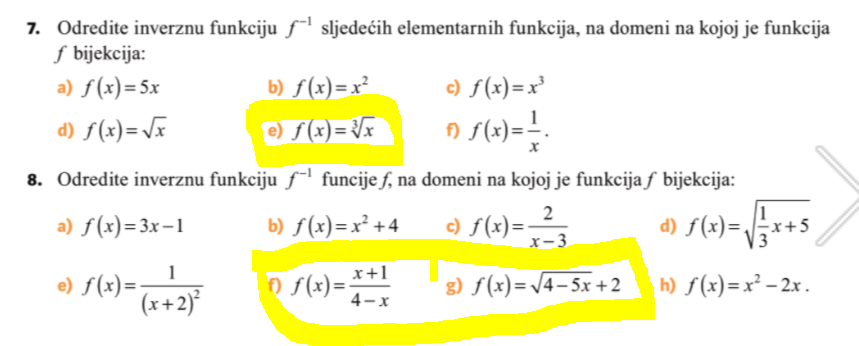 7. Odredite inverznu funkciju f⁻¹ sljedećih elementarnih funkcija, na domeni na kojoj je funkcija
f bijekcija:
a) f(x)=5x b) f(x)=x² c) f(x)=x³
d) f(x)=√x e) f(x)=∛x f) f(x)=1/x.
8. Odredite inverznu funkciju f⁻¹ funcije f, na domeni na kojoj je funkcija f bijekcija:
a) f(x)=3x−1 b) f(x)=x²+4 c) f(x)=2/(x−3) d) f(x)=√(1/3 x+5)
e) f(x)=1/(x+2)² f) f(x)=(x+1)/(4−x) g) f(x)=√(4−5x)+2 h) f(x)=x²−2x.